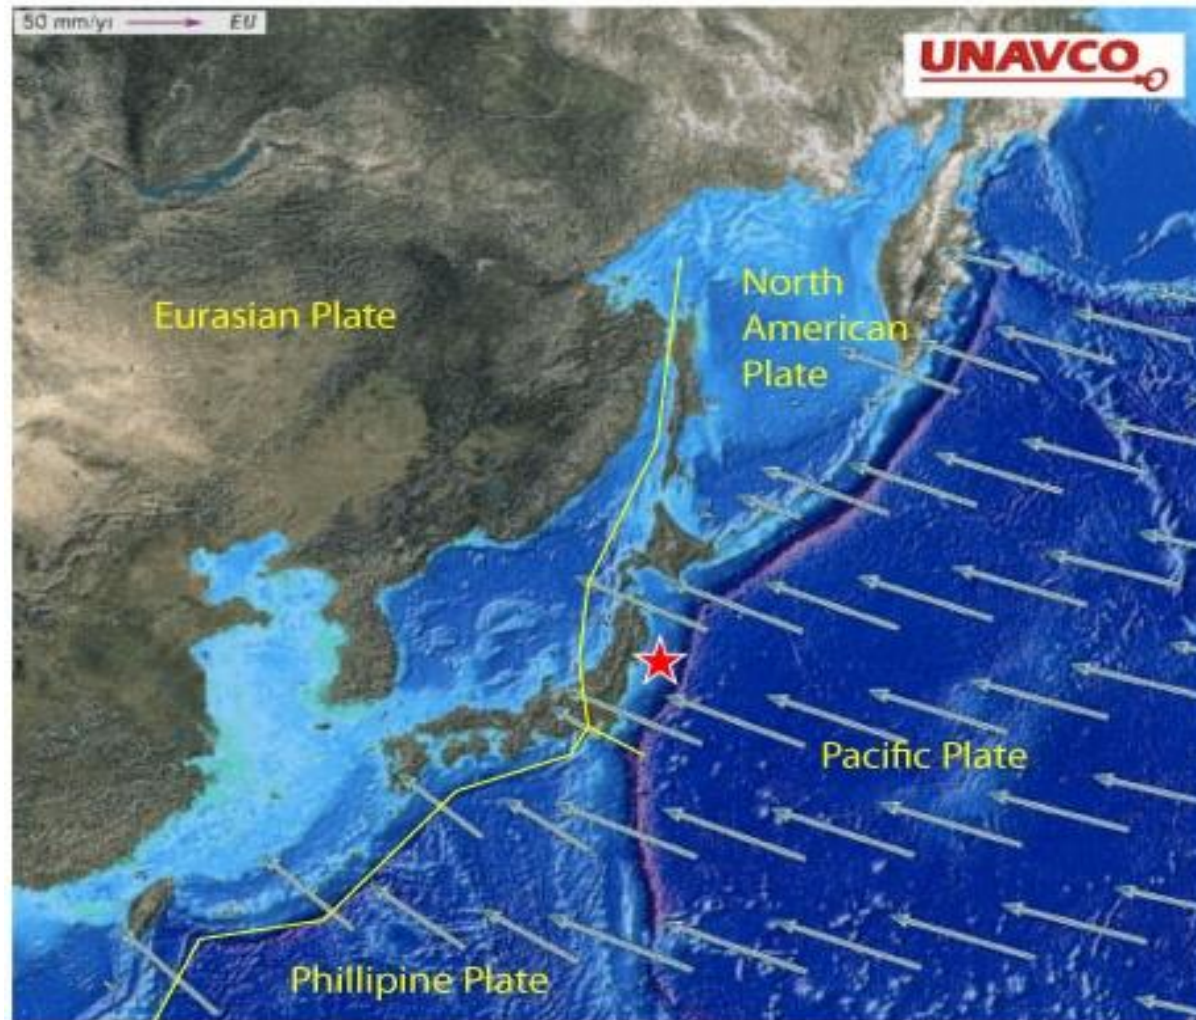 50 mm/yr EU
UNAVCO
Eurasian Plate
North
American
Plate
Pacific Plate
Phillipine Plate